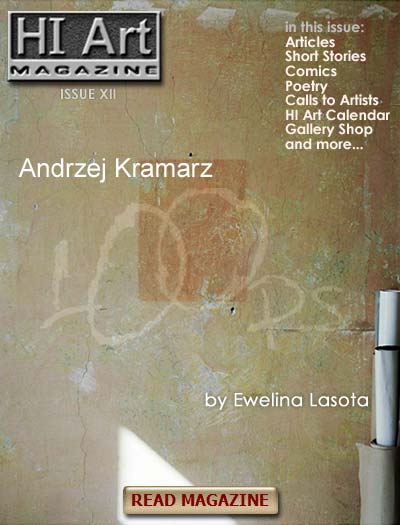 HI Art
MAGAZINE
ISSUE XII
in this issue:
Articles
Short Stories
Comics
Poetry
Calls to Artists
HI Art Calendar
Gallery Shop
and more...
Andrzej Kramarz
by Ewelina Lasota
READ MAGAZINE